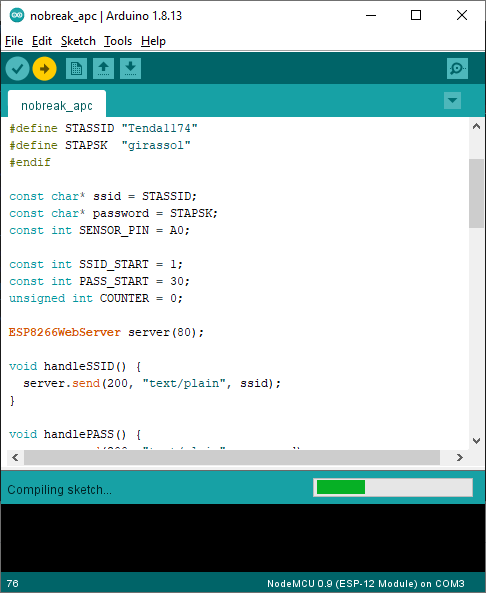 nobreak_apc | Arduino 1.8.13
File Edit Sketch Tools Help
nobreak_apc
#define STASSID "Tenda1174"
#define STAPSK  "girassol"
#endif
const char* ssid = STASSID;
const char* password = STAPSK;
const int SENSOR_PIN = A0;
const int SSID_START = 1;
const int PASS_START = 30;
unsigned int COUNTER = 0;
ESP8266WebServer server(80);
void handleSSID() {
  server.send(200, "text/plain", ssid);
}
void handlePASS() {
Compiling sketch...
76
NodeMCU 0.9 (ESP-12 Module) on COM3